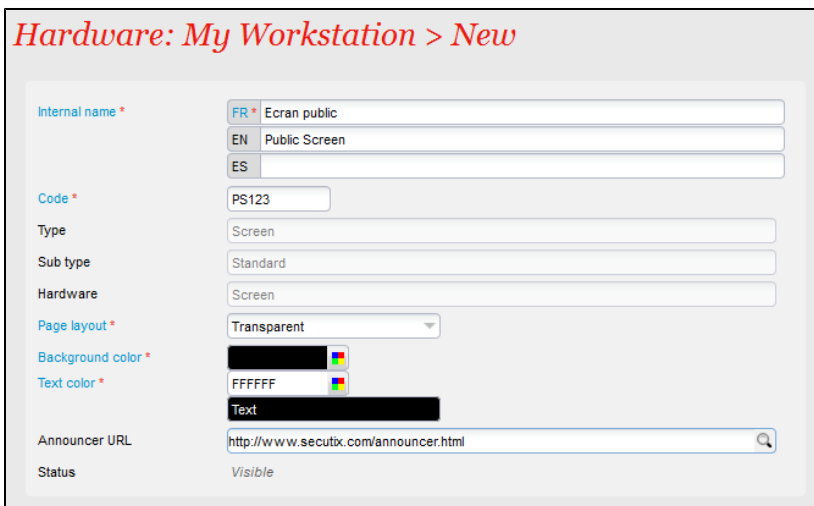 Hardware: My Workstation > New
Internal name * FR * Ecran public
EN Public Screen
ES
Code * PS123
Type Screen
Sub type Standard
Hardware Screen
Page layout * Transparent
Background color *
Text color * FFFFFF
Text
Announcer URL http://www.secutix.com/announcer.html
Status Visible